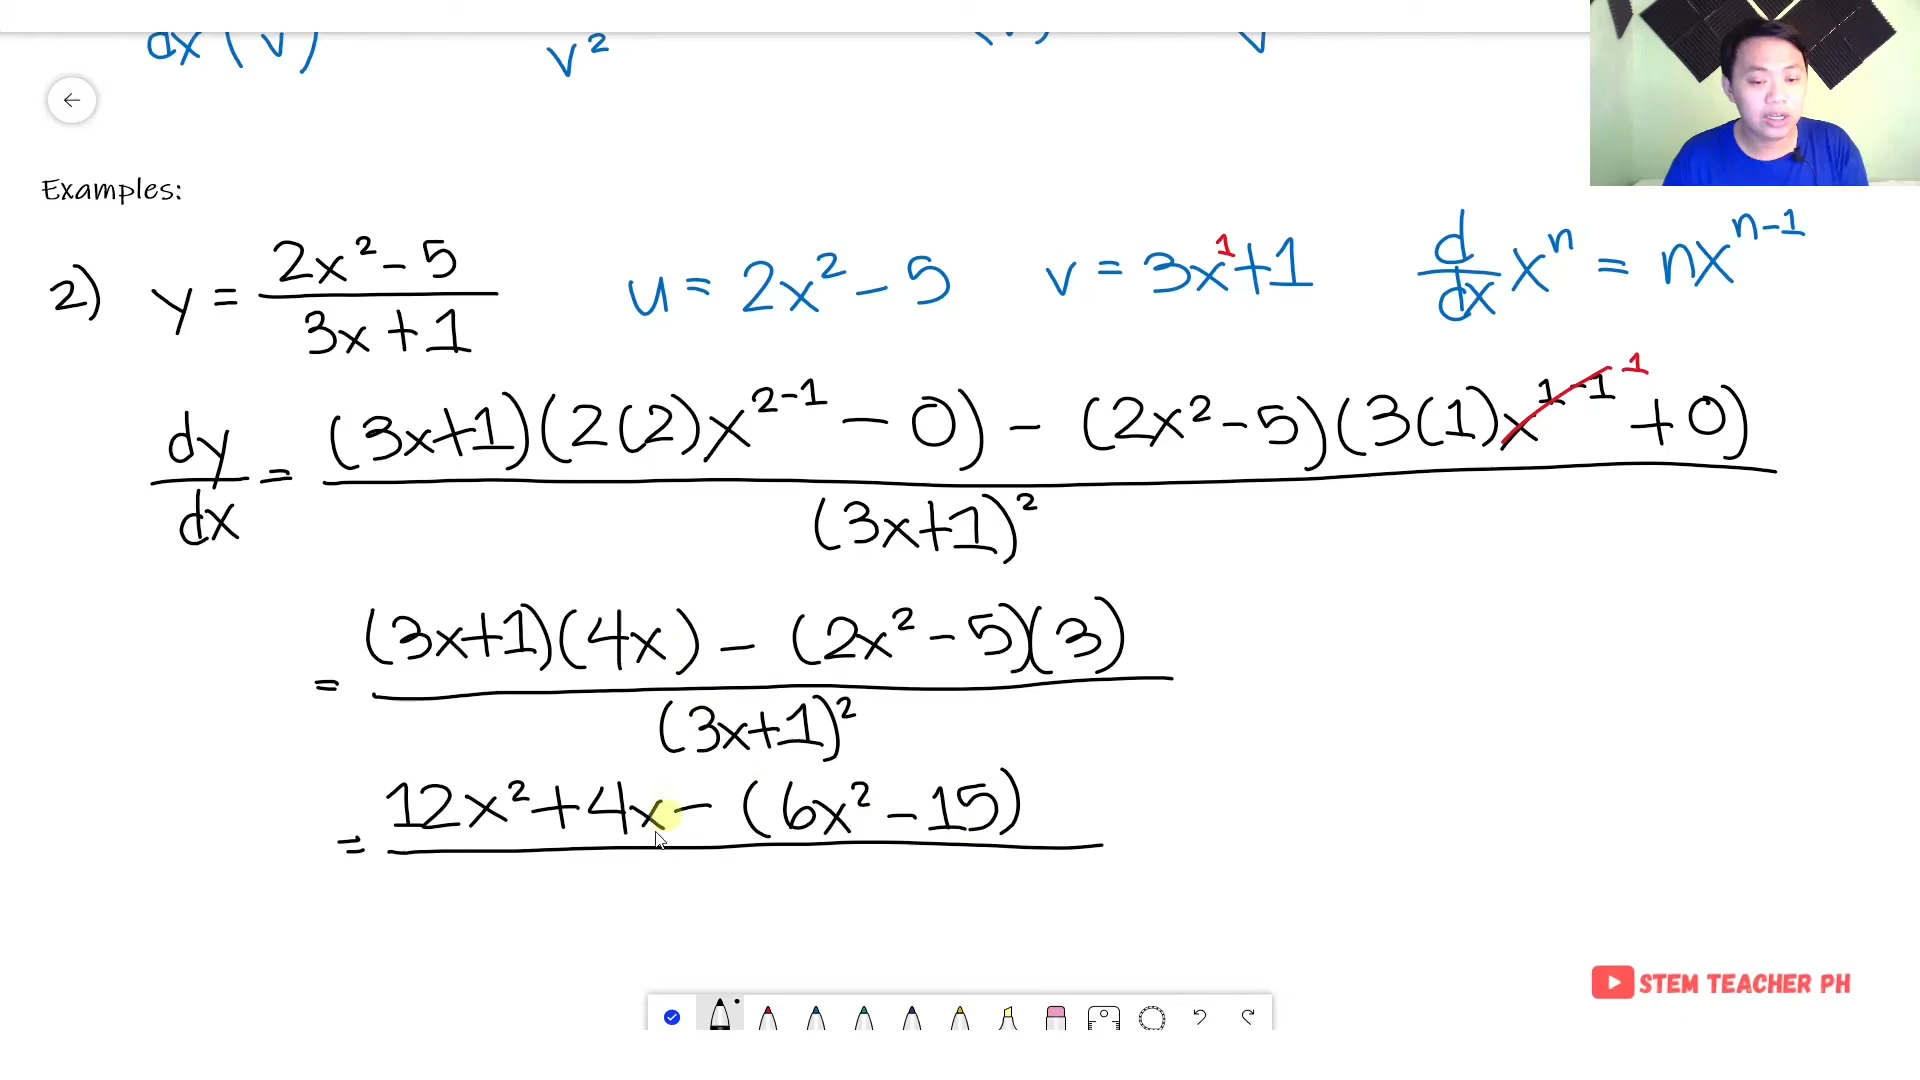 v²
Examples:
2) y = (2x² - 5)/(3x + 1)   u = 2x² - 5   v = 3x¹ + 1   d/dx xⁿ = nxⁿ⁻¹
dy/dx = ((3x+1)(2(2)x²⁻¹ - 0) - (2x² - 5)(3(1)x¹⁻¹ + 0))/(3x+1)²   1
= ((3x+1)(4x) - (2x² - 5)(3))/(3x+1)²
= 12x² + 4x - (6x² - 15)
STEM TEACHER PH